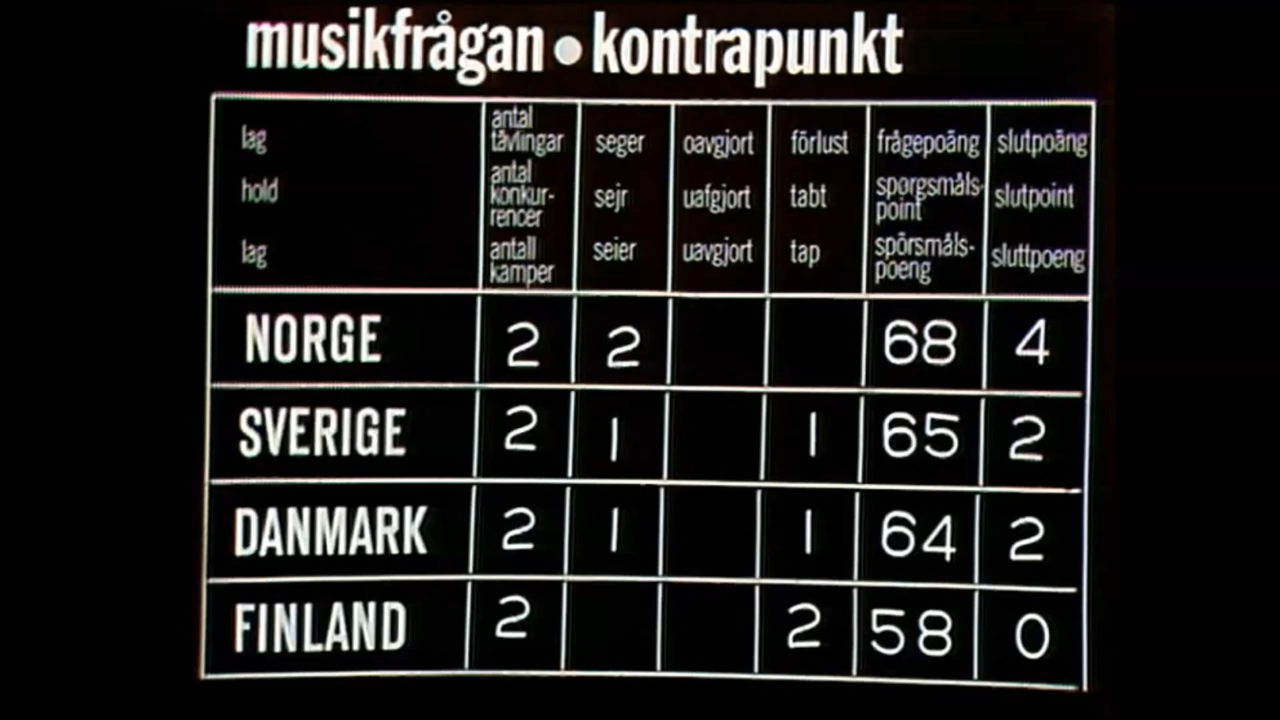 musikfrågan • kontrapunkt
lag antal tävlingar seger oavgjort förlust frågepoäng slutpoäng
hold antal konkur-rencer sejr uafgjort tabt spørgsmåls-point slutpoint
lag antall kamper seier uavgjort tap spørsmåls-poeng sluttpoeng
NORGE 2 2 68 4
SVERIGE 2 1 1 65 2
DANMARK 2 1 1 64 2
FINLAND 2 2 58 0